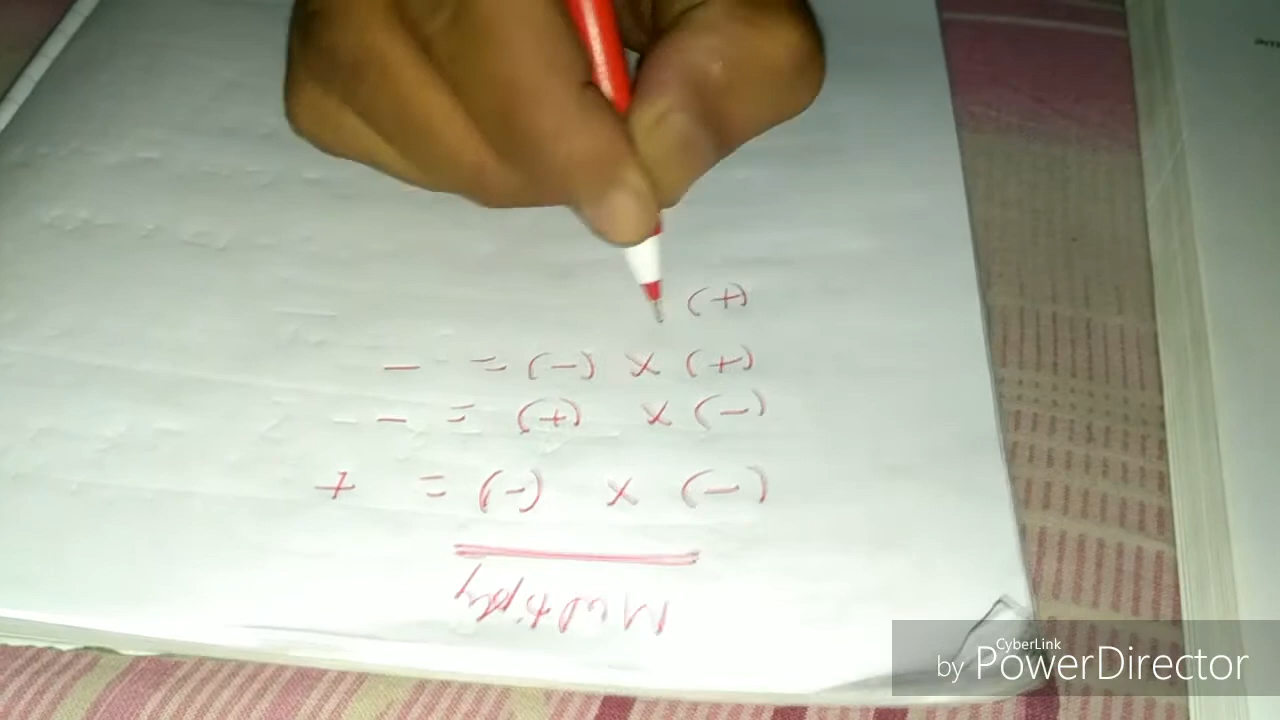 Multiply
(-) × (-) = +
(-) × (+) = -
(+) × (-) = -
(+)
CyberLink
by PowerDirector